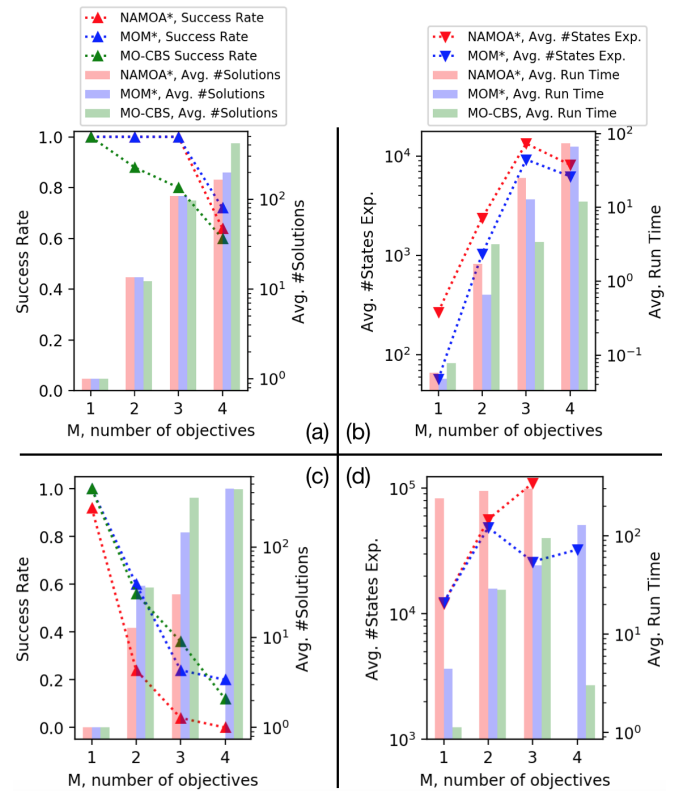 NAMOA*, Success Rate
MOM*, Success Rate
MO-CBS Success Rate
NAMOA*, Avg. #Solutions
MOM*, Avg. #Solutions
MO-CBS, Avg. #Solutions
1.0
0.8
0.6
0.4
0.2
0.0
Success Rate
10²
10¹
10⁰
Avg. #Solutions
1 2 3 4
M, number of objectives
(a)
NAMOA*, Avg. #States Exp.
MOM*, Avg. #States Exp.
NAMOA*, Avg. Run Time
MOM*, Avg. Run Time
MO-CBS, Avg. Run Time
10⁴
10³
10²
Avg. #States Exp.
10²
10¹
10⁰
10⁻¹
Avg. Run Time
1 2 3 4
M, number of objectives
(b)
(c)
1.0
0.8
0.6
0.4
0.2
0.0
Success Rate
10²
10¹
10⁰
Avg. #Solutions
1 2 3 4
M, number of objectives
(d)
10⁵
10⁴
10³
Avg. #States Exp.
10²
10¹
10⁰
Avg. Run Time
1 2 3 4
M, number of objectives